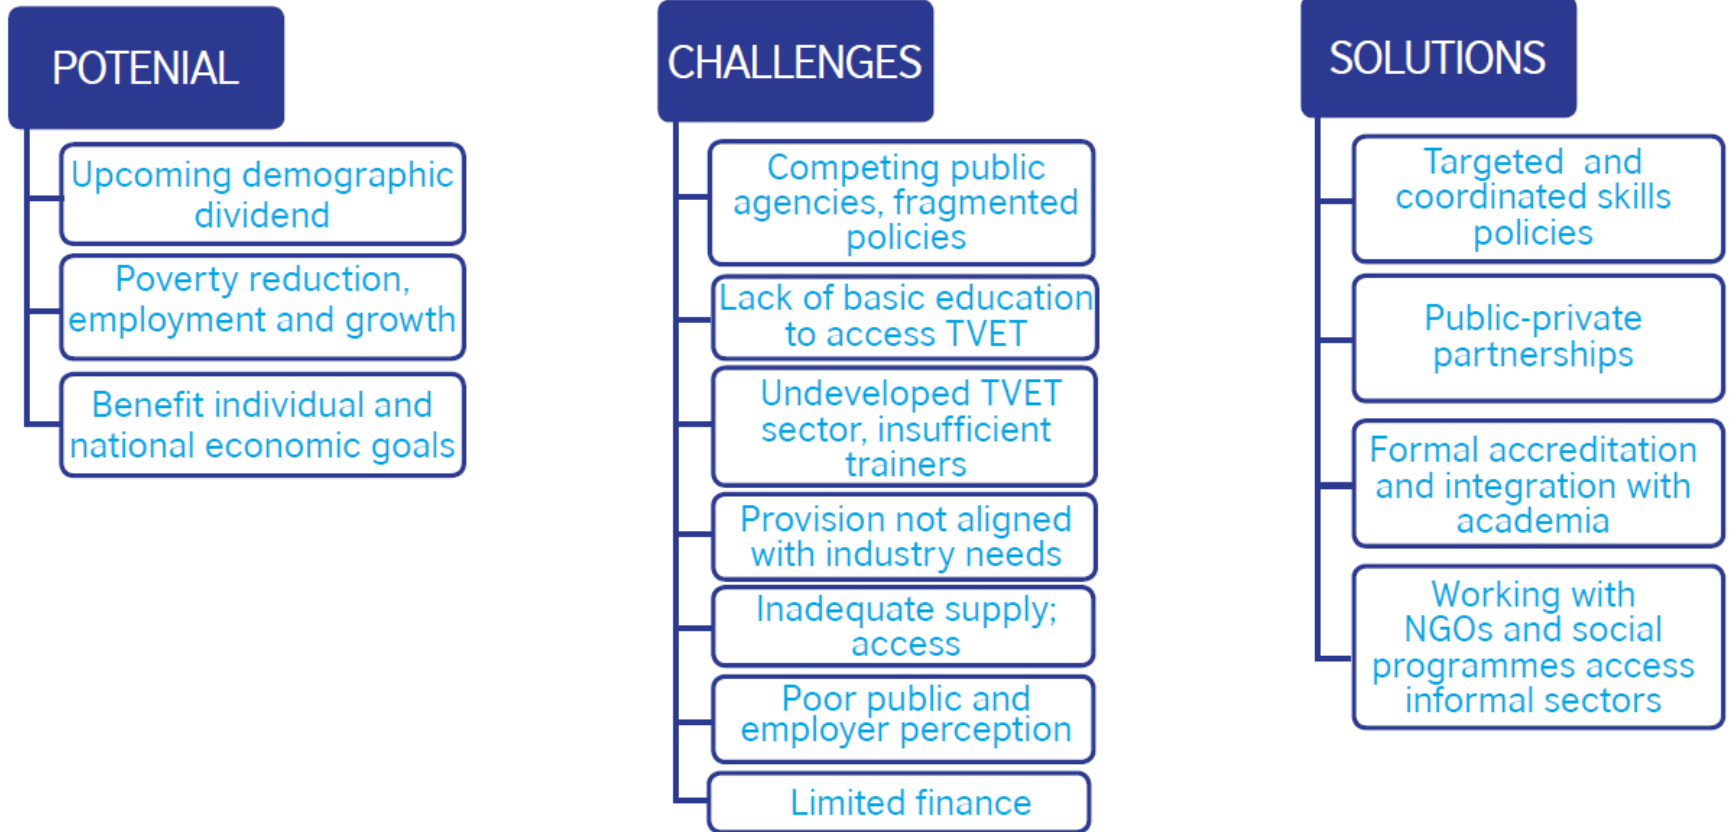 POTENIAL
Upcoming demographic
dividend
Poverty reduction,
employment and growth
Benefit individual and
national economic goals
CHALLENGES
Competing public
agencies, fragmented
policies
Lack of basic education
to access TVET
Undeveloped TVET
sector, insufficient
trainers
Provision not aligned
with industry needs
Inadequate supply;
access
Poor public and
employer perception
Limited finance
SOLUTIONS
Targeted and
coordinated skills
policies
Public-private
partnerships
Formal accreditation
and integration with
academia
Working with
NGOs and social
programmes access
informal sectors